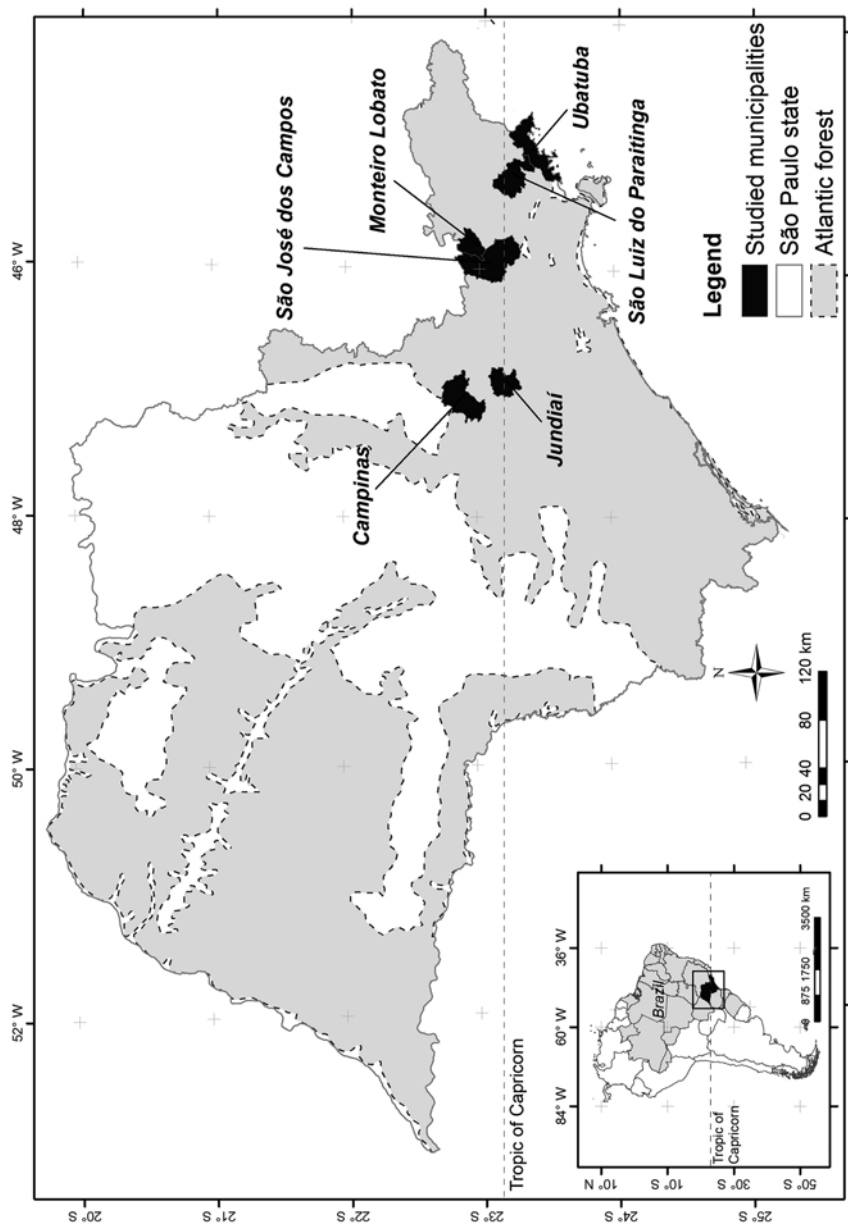 52° W
50° W
48° W
46° W
20° S
21° S
22° S
23° S
24° S
25° S
São José dos Campos
Monteiro Lobato
Campinas
Ubatuba
São Luiz do Paraitinga
Jundiaí
Tropic of Capricorn
Legend
Studied municipalities
São Paulo state
Atlantic forest
N
0 20 40 80 120 km
84° W
60° W
36° W
10° N
10° S
30° S
50° S
Brazil
Tropic of
Capricorn
0 875 1750 3500 km